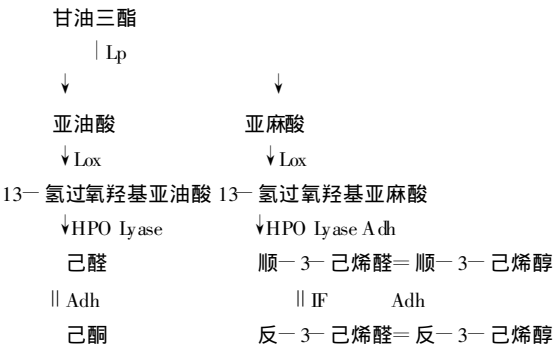 甘油三酯
Lp
亚油酸 亚麻酸
Lox Lox
13—氢过氧羟基亚油酸 13—氢过氧羟基亚麻酸
HPO Lyase HPO Lyase Adh
己醛 顺—3—己烯醛=顺—3—己烯醇
Adh IF Adh
己酮 反—3—己烯醛=反—3—己烯醇